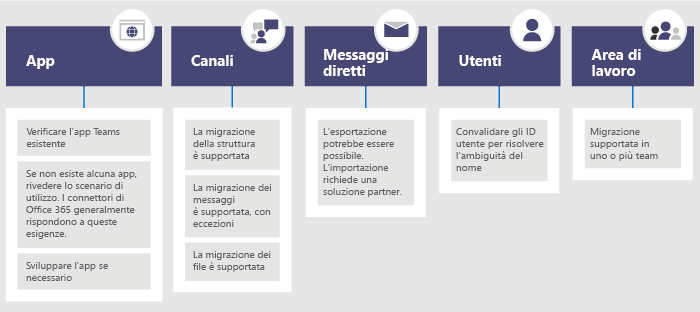 App
Verificare l'app Teams
esistente
Se non esiste alcuna app,
rivedere lo scenario di
utilizzo. I connettori di
Office 365 generalmente
rispondono a queste
esigenze.
Sviluppare l'app se
necessario
Canali
La migrazione
della struttura
è supportata
La migrazione dei
messaggi
è supportata, con
eccezioni
La migrazione dei
file è supportata
Messaggi
diretti
L'esportazione
potrebbe essere
possibile.
L'importazione
richiede una
soluzione partner.
Utenti
Convalidare gli ID
utente per risolvere
l'ambiguità del
nome
Area di
lavoro
Migrazione
supportata in
uno o più team